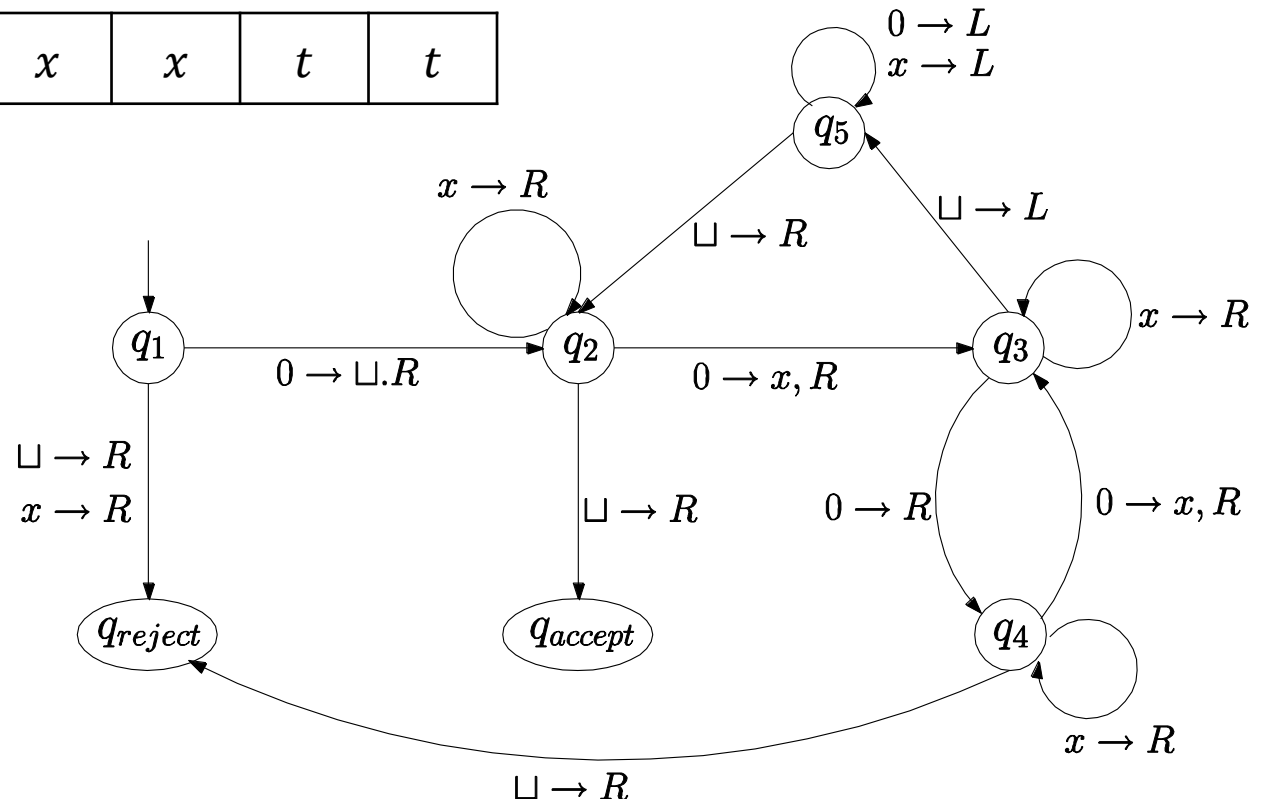 x x t t
0 → L
x → L
q5
x → R
⊔ → R
⊔ → L
q1
0 → ⊔.R
q2
0 → x, R
q3
x → R
⊔ → R
x → R
⊔ → R
0 → R
0 → x, R
qreject
qaccept
q4
x → R
⊔ → R